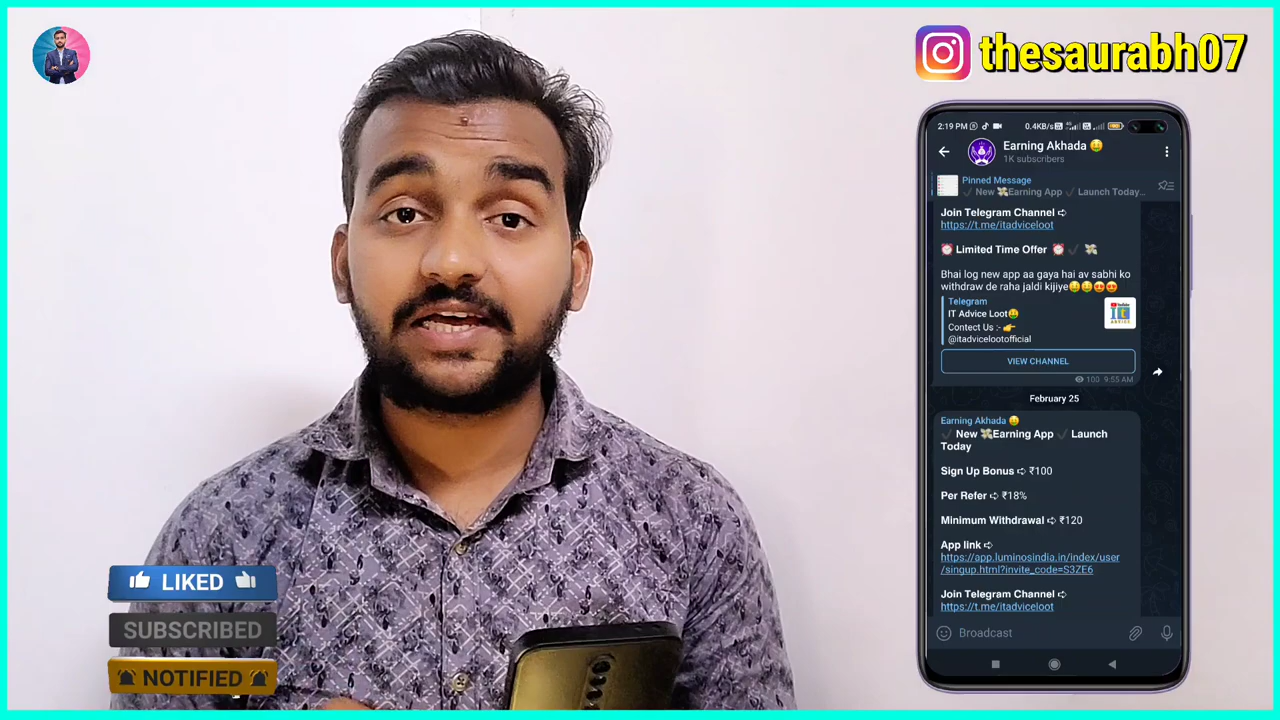 thesaurabh07
2:19 PM
0.4KB/s
Earning Akhada
1K subscribers
Pinned Message
New Earning App Launch Today...
Join Telegram Channel
https://t.me/itadviceloot
Limited Time Offer
Bhai log new app aa gaya hai av sabhi ko
withdraw de raha jaldi kijiye
Telegram
IT Advice Loot
Contact Us :-
@itadvicelootofficial
VIEW CHANNEL
100 9:55 AM
February 25
Earning Akhada
New Earning App Launch
Today
Sign Up Bonus ₹100
Per Refer ₹18%
Minimum Withdrawal ₹120
App link
https://app.luminosindia.in/index/user
/singup.html?invite_code=S3ZE6
Join Telegram Channel
https://t.me/itadviceloot
Broadcast
LIKED
SUBSCRIBED
NOTIFIED